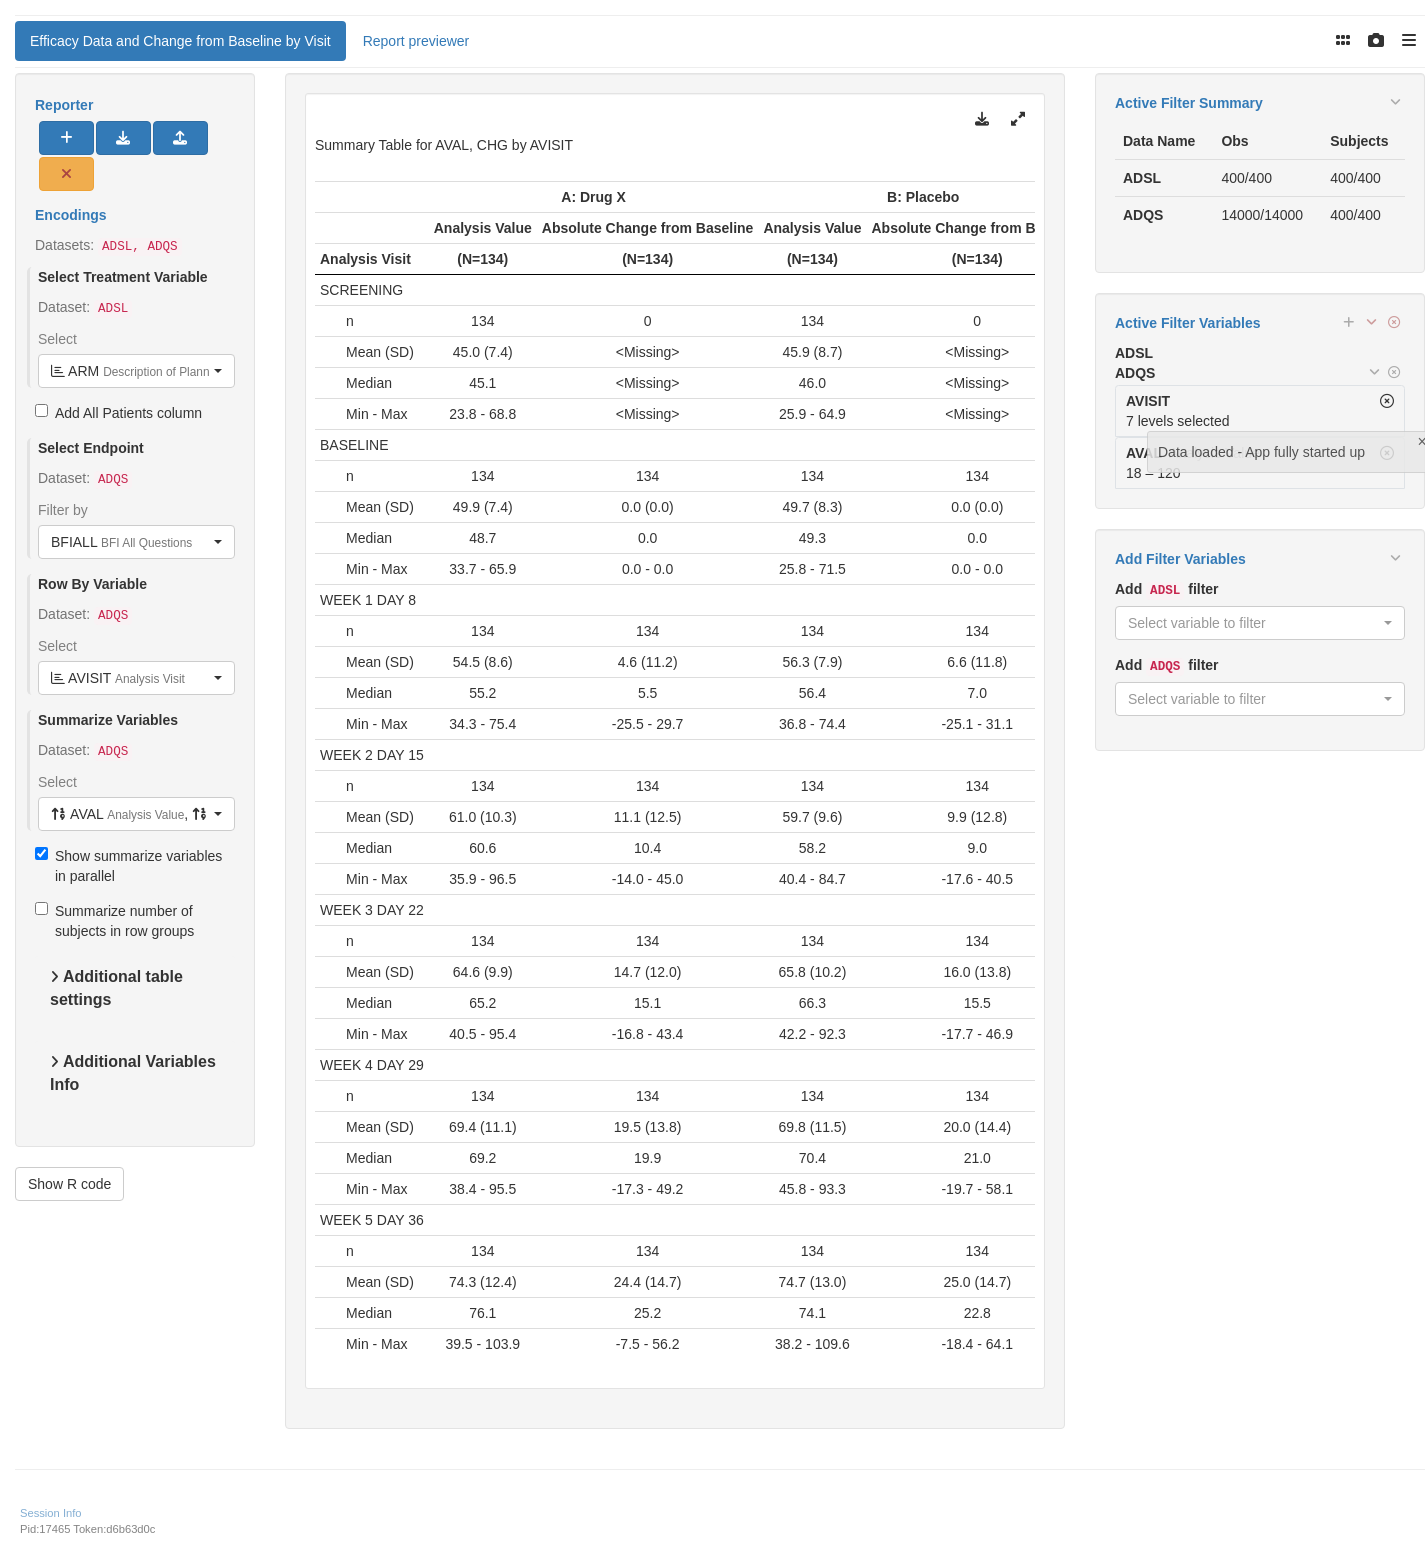 Efficacy Data and Change from Baseline by Visit Report previewer
Reporter
Encodings
Datasets: ADSL, ADQS
Select Treatment Variable
Dataset: ADSL
Select
ARM Description of Plann
Add All Patients column
Select Endpoint
Dataset: ADQS
Filter by
BFIALL BFI All Questions
Row By Variable
Dataset: ADQS
Select
AVISIT Analysis Visit
Summarize Variables
Dataset: ADQS
Select
AVAL Analysis Value,
Show summarize variables
in parallel
Summarize number of
subjects in row groups
Additional table
settings
Additional Variables
Info
Show R code
Summary Table for AVAL, CHG by AVISIT
A: Drug X B: Placebo
Analysis Value Absolute Change from Baseline Analysis Value Absolute Change from B
Analysis Visit (N=134) (N=134) (N=134) (N=134)
SCREENING
n 134 0 134 0
Mean (SD) 45.0 (7.4) <Missing> 45.9 (8.7) <Missing>
Median 45.1 <Missing> 46.0 <Missing>
Min - Max 23.8 - 68.8 <Missing> 25.9 - 64.9 <Missing>
BASELINE
n 134 134 134 134
Mean (SD) 49.9 (7.4) 0.0 (0.0) 49.7 (8.3) 0.0 (0.0)
Median 48.7 0.0 49.3 0.0
Min - Max 33.7 - 65.9 0.0 - 0.0 25.8 - 71.5 0.0 - 0.0
WEEK 1 DAY 8
n 134 134 134 134
Mean (SD) 54.5 (8.6) 4.6 (11.2) 56.3 (7.9) 6.6 (11.8)
Median 55.2 5.5 56.4 7.0
Min - Max 34.3 - 75.4 -25.5 - 29.7 36.8 - 74.4 -25.1 - 31.1
WEEK 2 DAY 15
n 134 134 134 134
Mean (SD) 61.0 (10.3) 11.1 (12.5) 59.7 (9.6) 9.9 (12.8)
Median 60.6 10.4 58.2 9.0
Min - Max 35.9 - 96.5 -14.0 - 45.0 40.4 - 84.7 -17.6 - 40.5
WEEK 3 DAY 22
n 134 134 134 134
Mean (SD) 64.6 (9.9) 14.7 (12.0) 65.8 (10.2) 16.0 (13.8)
Median 65.2 15.1 66.3 15.5
Min - Max 40.5 - 95.4 -16.8 - 43.4 42.2 - 92.3 -17.7 - 46.9
WEEK 4 DAY 29
n 134 134 134 134
Mean (SD) 69.4 (11.1) 19.5 (13.8) 69.8 (11.5) 20.0 (14.4)
Median 69.2 19.9 70.4 21.0
Min - Max 38.4 - 95.5 -17.3 - 49.2 45.8 - 93.3 -19.7 - 58.1
WEEK 5 DAY 36
n 134 134 134 134
Mean (SD) 74.3 (12.4) 24.4 (14.7) 74.7 (13.0) 25.0 (14.7)
Median 76.1 25.2 74.1 22.8
Min - Max 39.5 - 103.9 -7.5 - 56.2 38.2 - 109.6 -18.4 - 64.1
Active Filter Summary
Data Name Obs Subjects
ADSL 400/400 400/400
ADQS 14000/14000 400/400
Active Filter Variables
ADSL
ADQS
AVISIT
7 levels selected
Data loaded - App fully started up
18 – 120
Add Filter Variables
Add ADSL filter
Select variable to filter
Add ADQS filter
Select variable to filter
Session Info
Pid:17465 Token:d6b63d0c